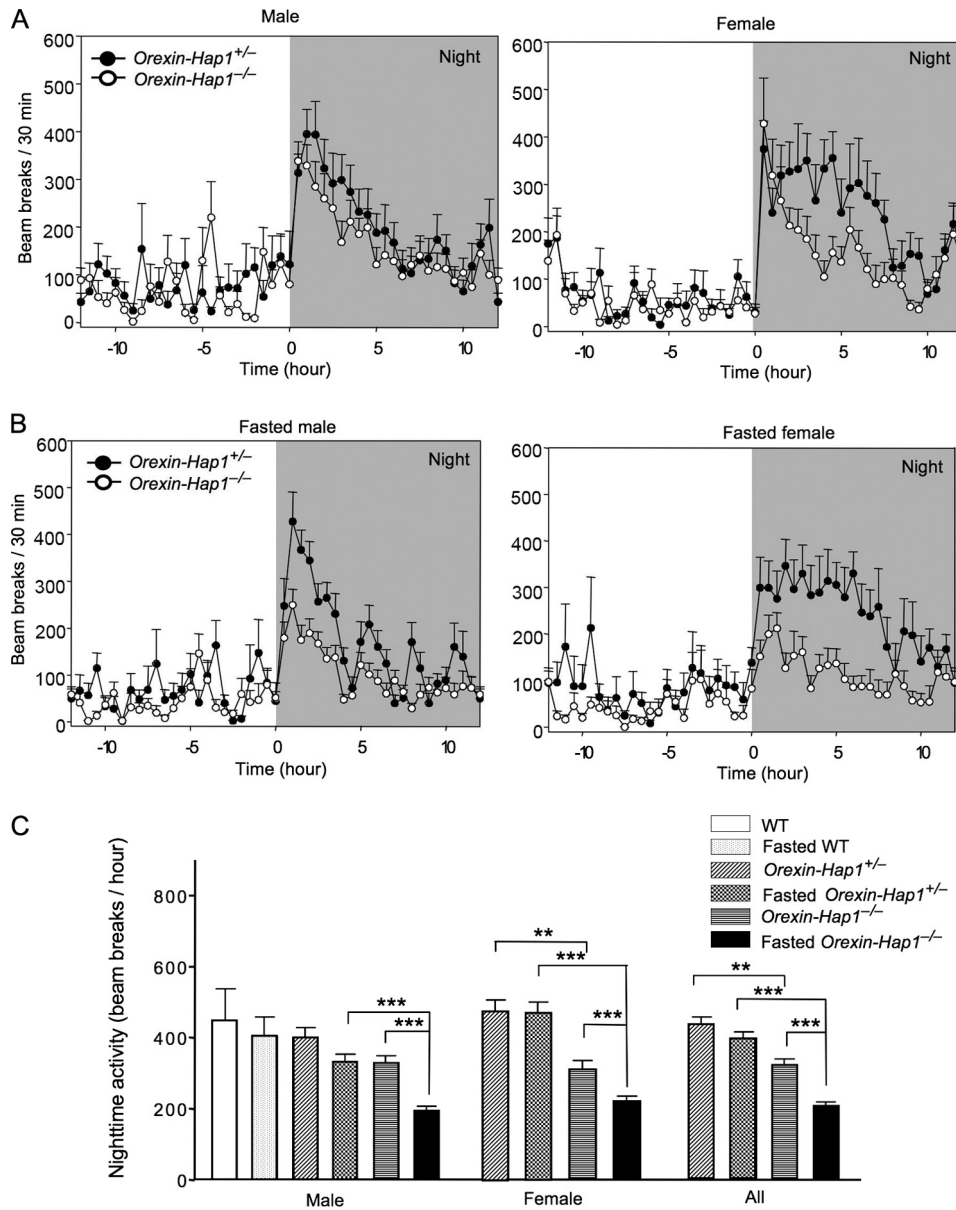 A
Male
Female
Orexin-Hap1+/–
Orexin-Hap1–/–
Night
Night
Beam breaks / 30 min
600
500
400
300
200
100
0
600
500
400
300
200
100
0
-10 -5 0 5 10
-10 -5 0 5 10
Time (hour)
Time (hour)
B
Fasted male
Fasted female
Orexin-Hap1+/–
Orexin-Hap1–/–
Night
Night
Beam breaks / 30 min
600
500
400
300
200
100
0
600
500
400
300
200
100
0
-10 -5 0 5 10
-10 -5 0 5 10
Time (hour)
Time (hour)
C
WT
Fasted WT
Orexin-Hap1+/–
Fasted Orexin-Hap1+/–
Orexin-Hap1–/–
Fasted Orexin-Hap1–/–
Nighttime activity (beam breaks / hour)
800
600
400
200
0
***
***
**
***
***
**
***
***
Male Female All